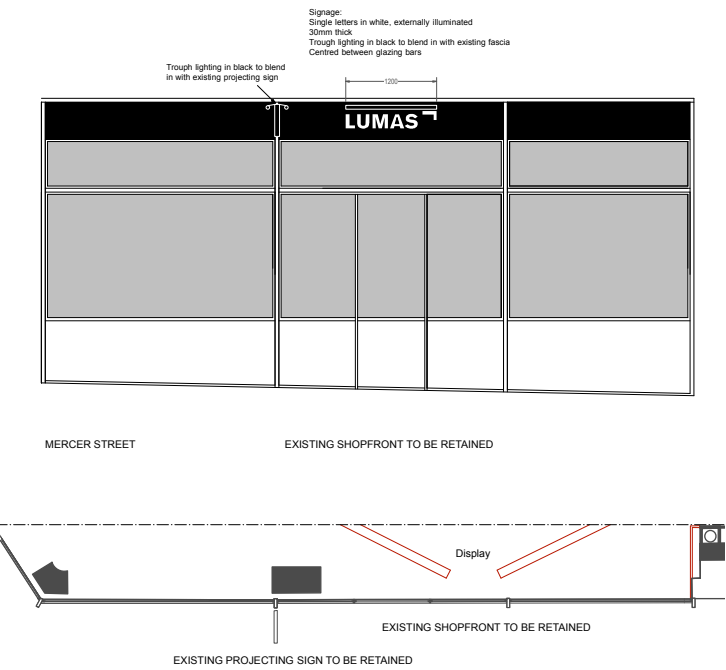 Signage:
Single letters in white, externally illuminated
30mm thick
Trough lighting in black to blend in with existing fascia
Centred between glazing bars
Trouph lighting in black to blend
in with existing projecting sign
1200
LUMAS
MERCER STREET
EXISTING SHOPFRONT TO BE RETAINED
Display
EXISTING SHOPFRONT TO BE RETAINED
EXISTING PROJECTING SIGN TO BE RETAINED